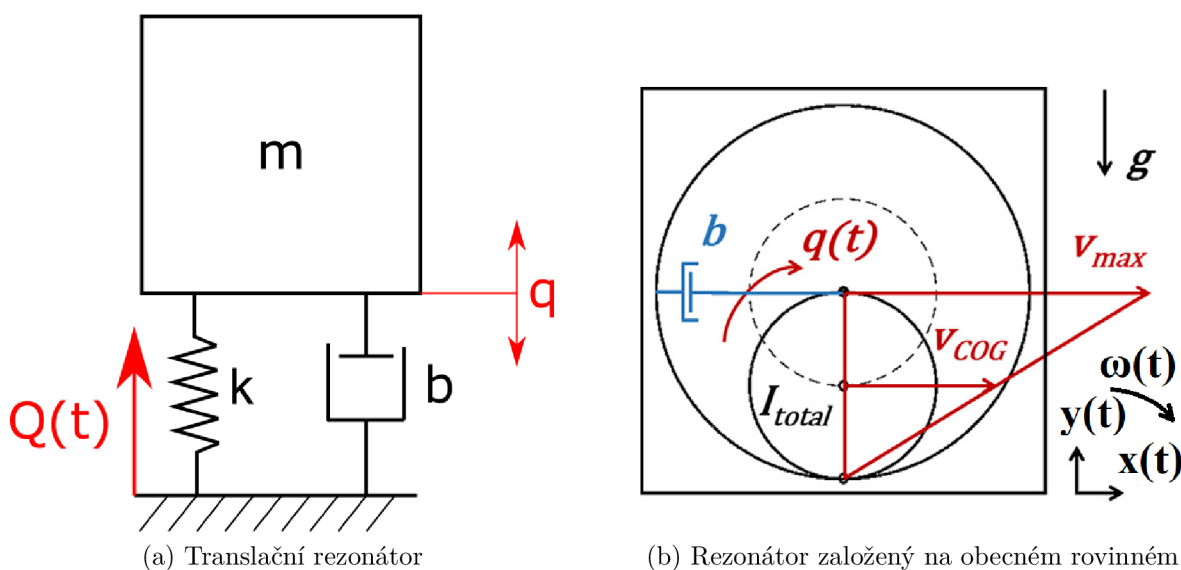 m
q
k
b
Q(t)
(a) Translační rezonátor
g
b
q(t)
v_max
v_COG
I_total
ω(t)
y(t)
x(t)
(b) Rezonátor založený na obecném rovinném